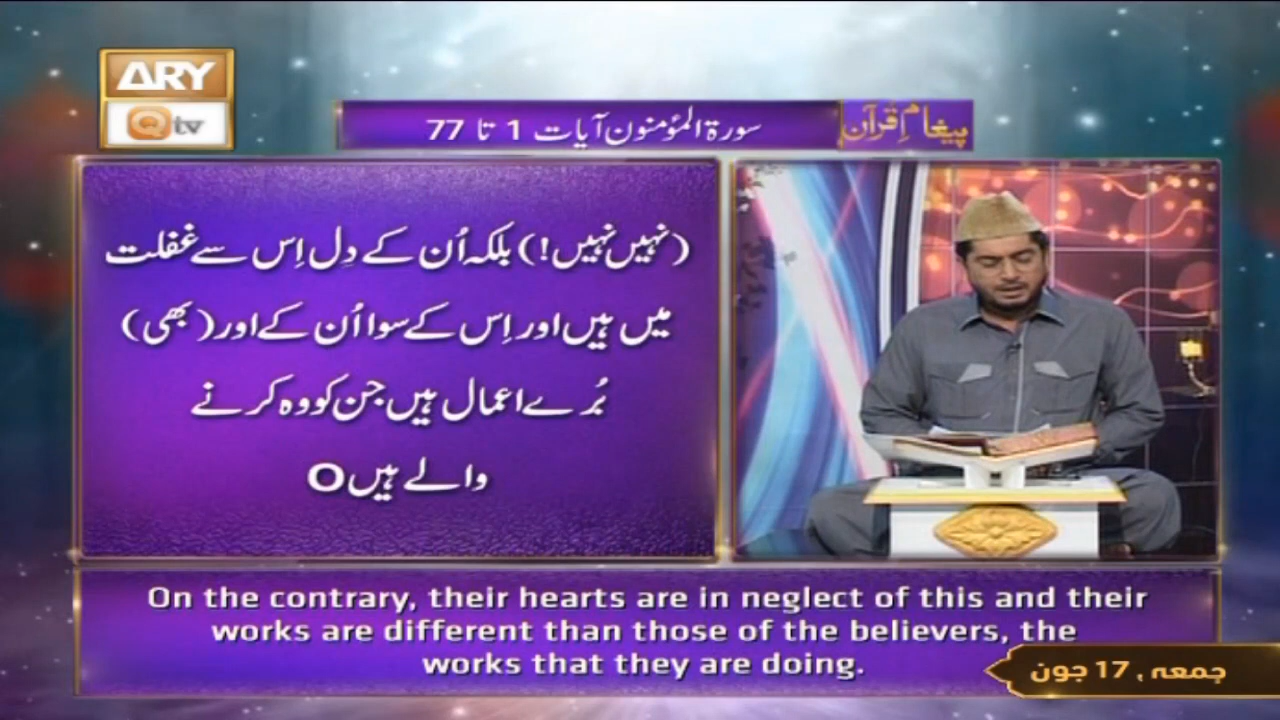 ARY
Qtv
پیغامِ قرآن
سورۃ المؤمنون آیات 1 تا 77
(نہیں نہیں!) بلکہ اُن کے دِل اِس سے غفلت
میں ہیں اور اِس کے سوا اُن کے اور (بھی)
بُرے اعمال ہیں جن کو وہ کرنے
والے ہیںO
On the contrary, their hearts are in neglect of this and their
works are different than those of the believers, the
works that they are doing.
جمعہ , 17 جون